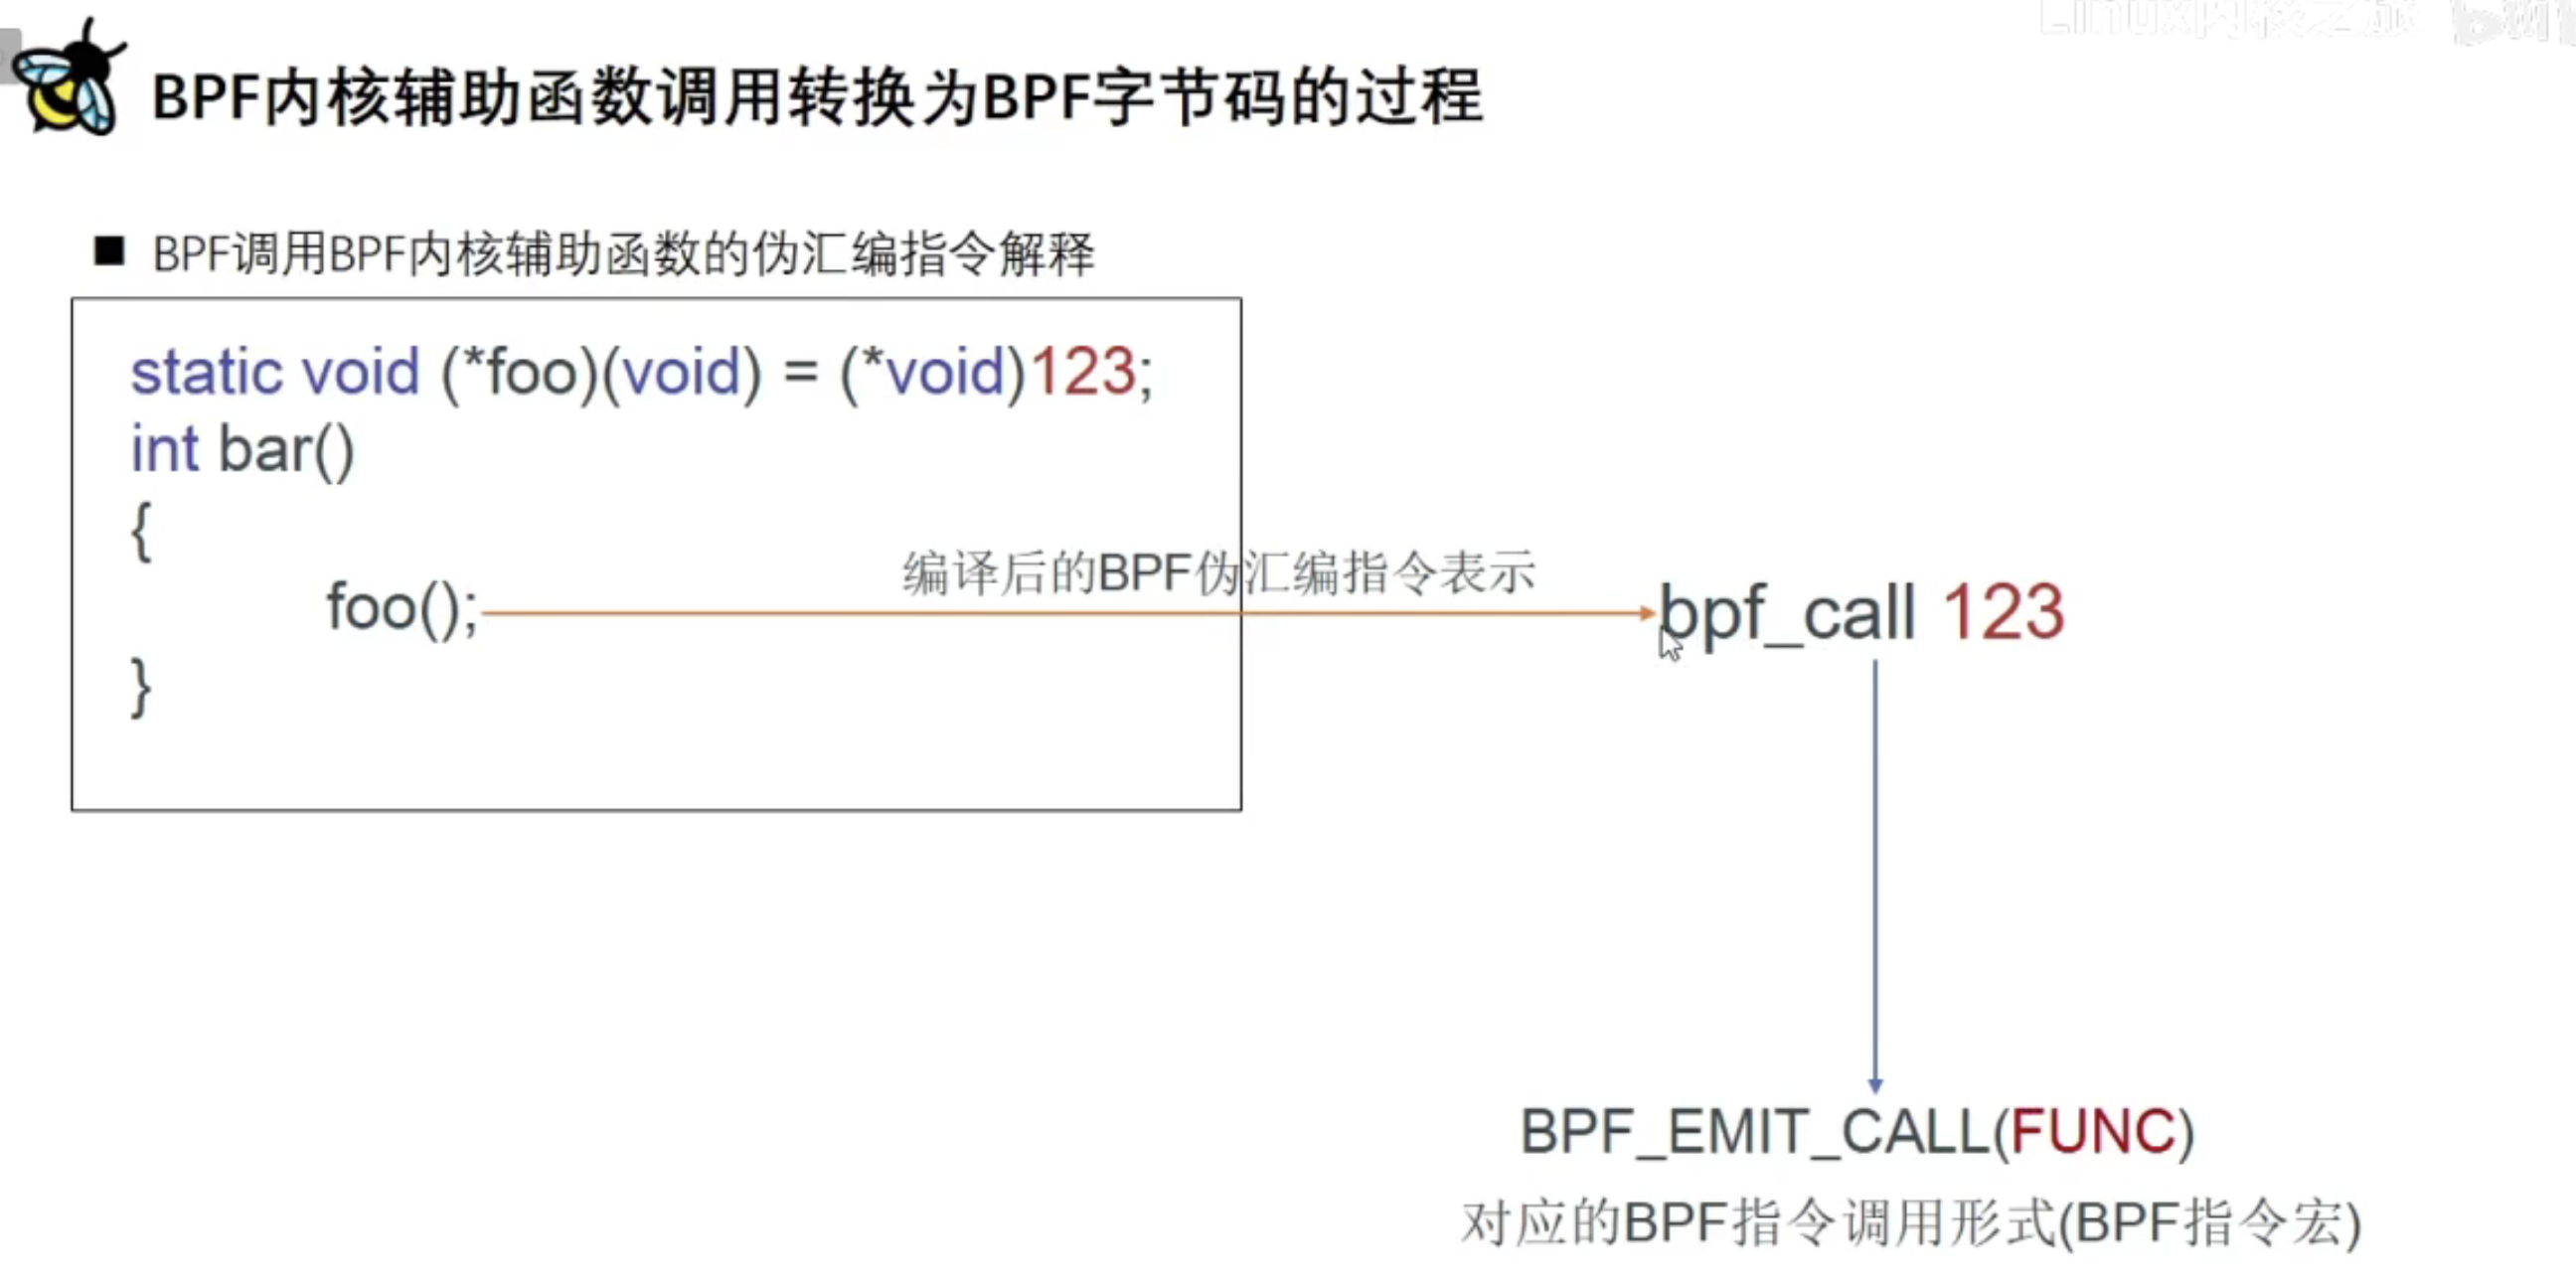 BPF内核辅助函数调用转换为BPF字节码的过程
■ BPF调用BPF内核辅助函数的伪汇编指令解释
static void (*foo)(void) = (*void)123;
int bar()
{
foo();
}
编译后的BPF伪汇编指令表示
bpf_call 123
BPF_EMIT_CALL(FUNC)
对应的BPF指令调用形式(BPF指令宏)